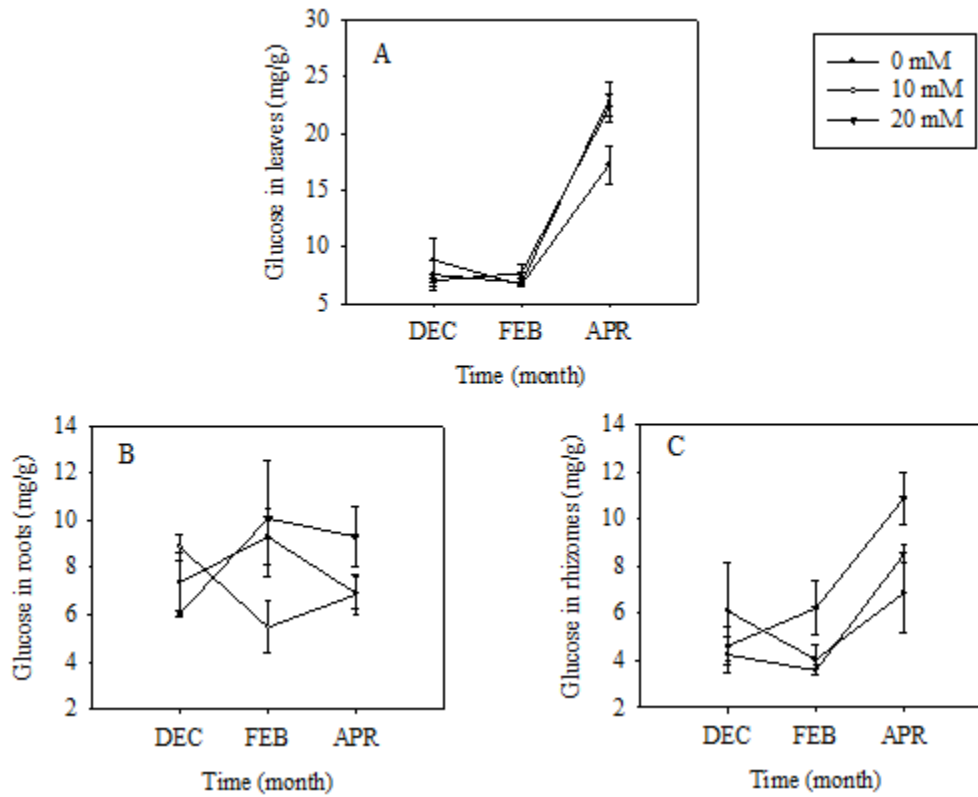 A
Glucose in leaves (mg/g)
30
25
20
15
10
5
DEC FEB APR
Time (month)
0 mM
10 mM
20 mM
B
Glucose in roots (mg/g)
14
12
10
8
6
4
2
DEC FEB APR
Time (month)
C
Glucose in rhizomes (mg/g)
14
12
10
8
6
4
2
DEC FEB APR
Time (month)